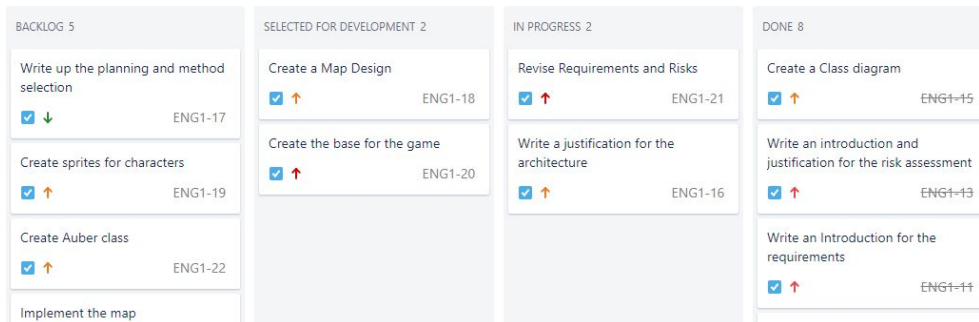 BACKLOG 5
Write up the planning and method
selection
ENG1-17
Create sprites for characters
ENG1-19
Create Auber class
ENG1-22
Implement the map
SELECTED FOR DEVELOPMENT 2
Create a Map Design
ENG1-18
Create the base for the game
ENG1-20
IN PROGRESS 2
Revise Requirements and Risks
ENG1-21
Write a justification for the
architecture
ENG1-16
DONE 8
Create a Class diagram
ENG1-15
Write an introduction and
justification for the risk assessment
ENG1-13
Write an Introduction for the
requirements
ENG1-11